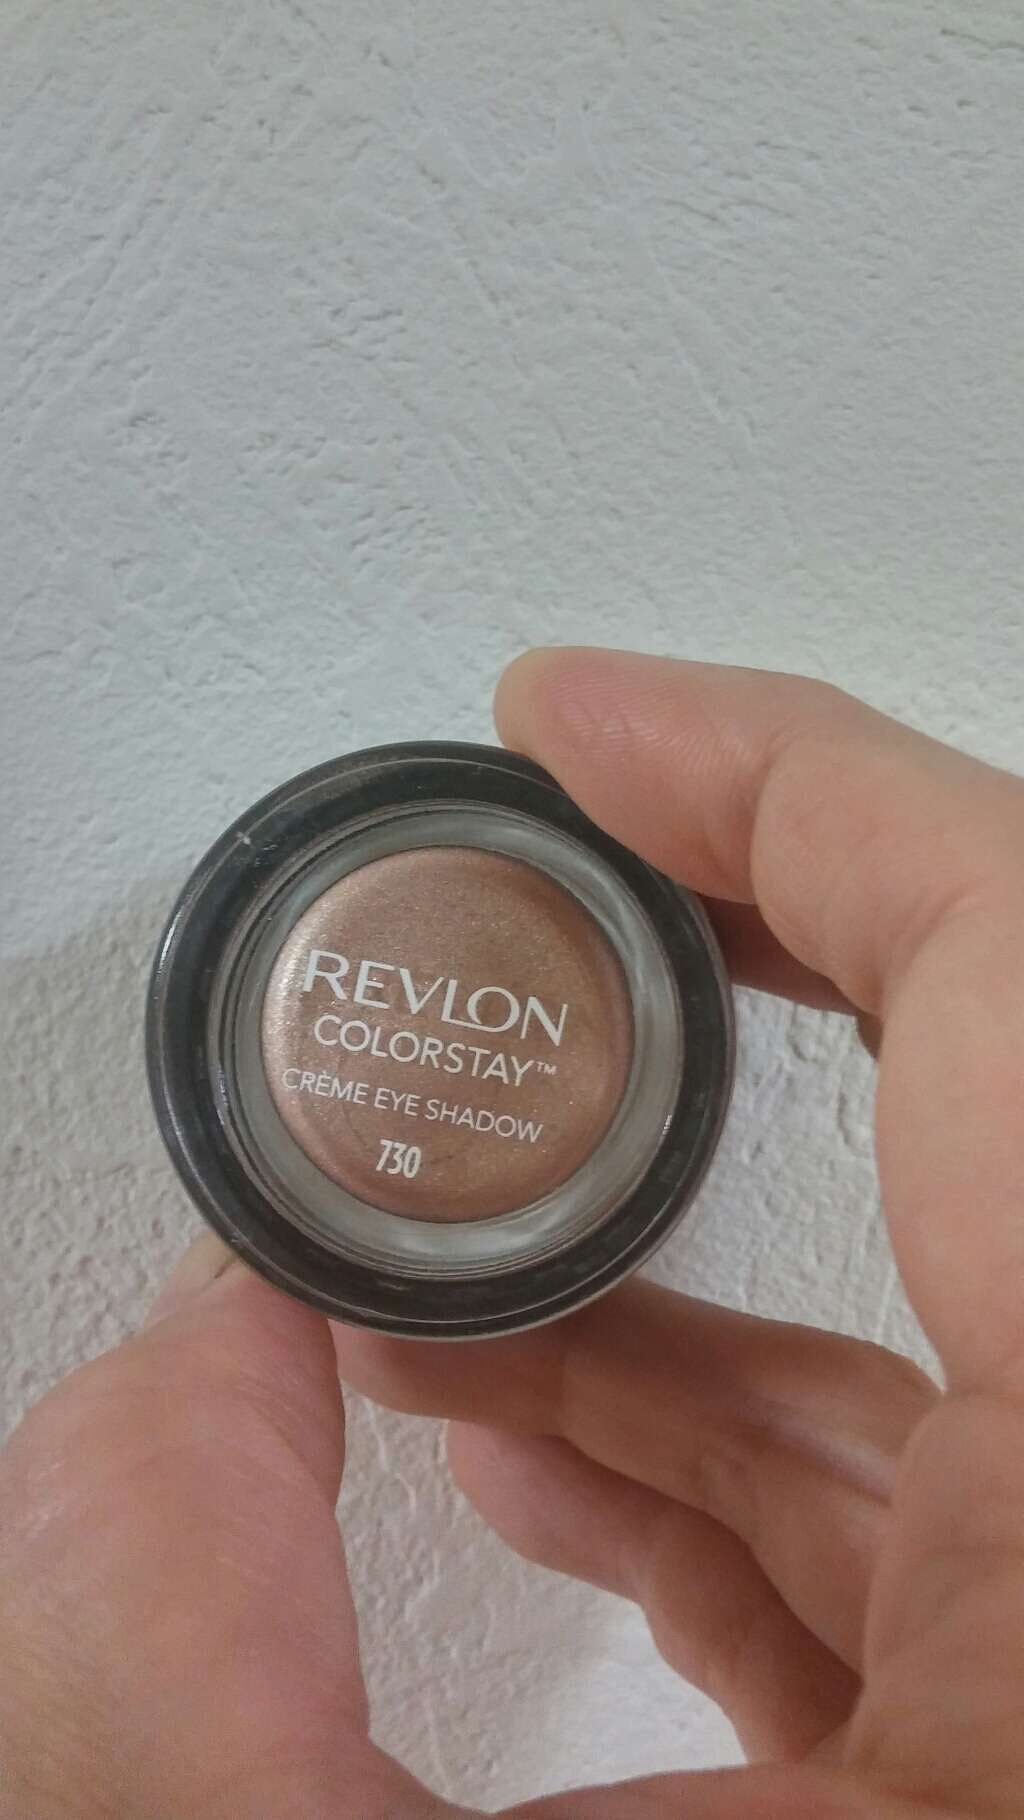 REVLON
COLORSTAY™
CRÈME EYE SHADOW
730